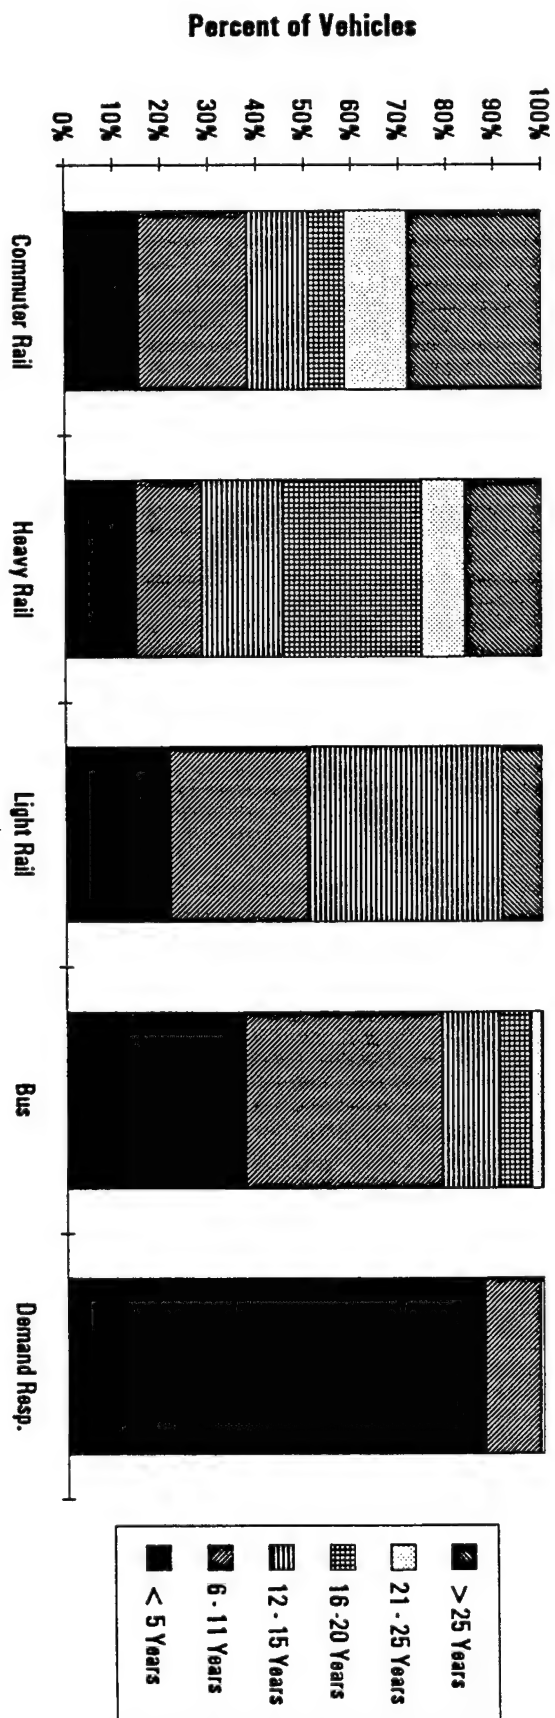 Percent of Vehicles
100%
90%
80%
70%
60%
50%
40%
30%
20%
10%
0%
Commuter Rail
Heavy Rail
Light Rail
Bus
Demand Resp.
> 25 Years
21 - 25 Years
16 -20 Years
12 - 15 Years
6 - 11 Years
< 5 Years